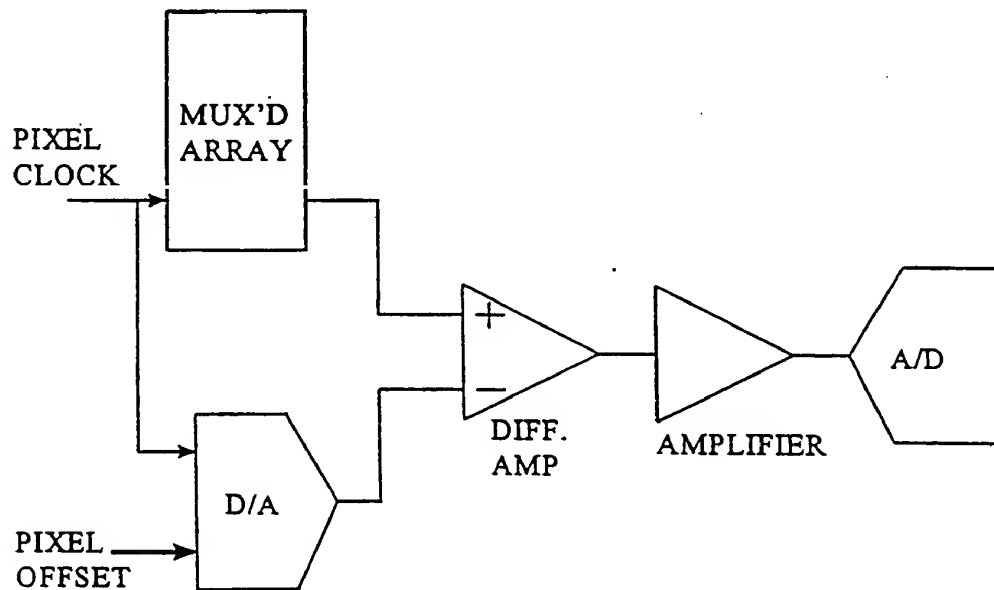 MUX'D
ARRAY
PIXEL
CLOCK
+
−
A/D
DIFF.
AMP
AMPLIFIER
D/A
PIXEL
OFFSET